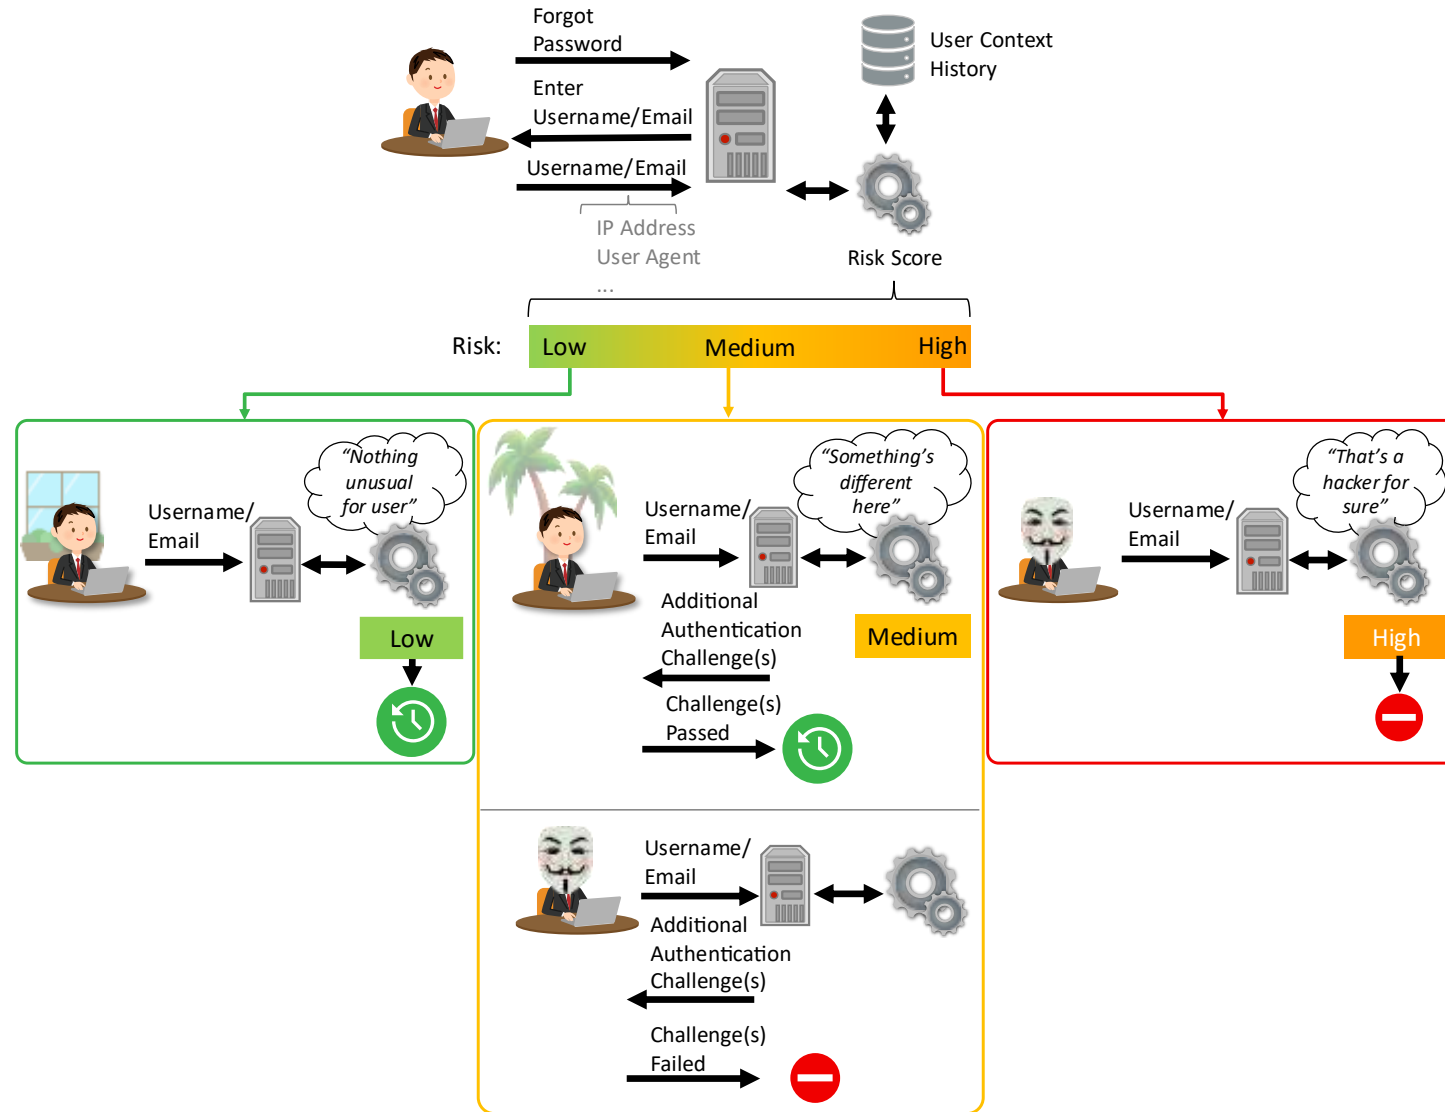 Forgot
Password
User Context
History
Enter
Username/Email
Username/Email
IP Address
User Agent
...
Risk Score
Risk:
Low
Medium
High
“Nothing
unusual
for user”
Username/
Email
Low
“Something’s
different
here”
Username/
Email
Additional
Authentication
Challenge(s)
Medium
Challenge(s)
Passed
“That’s a
hacker for
sure”
Username/
Email
High
Username/
Email
Additional
Authentication
Challenge(s)
Challenge(s)
Failed